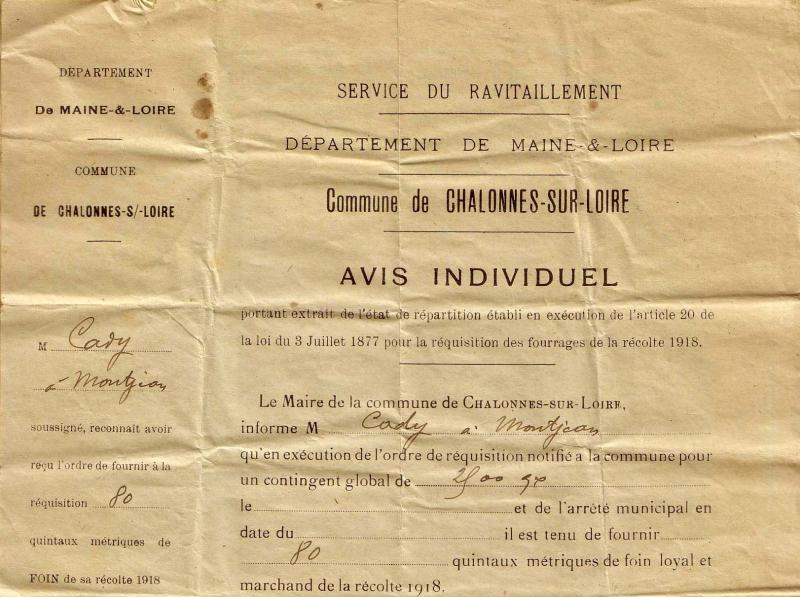 DÉPARTEMENT
De MAINE-&-LOIRE
COMMUNE
DE CHALONNES-S/-LOIRE
M Cady
à Montjean
soussigné, reconnait avoir
reçu l'ordre de fournir à la
réquisition 80
quintaux métriques de
FOIN de sa récolte 1918
SERVICE DU RAVITAILLEMENT
DÉPARTEMENT DE MAINE-&-LOIRE
Commune de CHALONNES-SUR-LOIRE
AVIS INDIVIDUEL
portant extrait de l'état de répartition établi en exécution de l'article 20 de
la loi du 3 Juillet 1877 pour la réquisition des fourrages de la récolte 1918.
Le Maire de la commune de CHALONNES-SUR-LOIRE,
informe M Cady à Montjean
qu'en exécution de l'ordre de réquisition notifié a la commune pour
un contingent global de
le et de l'arrêté municipal en
date du il est tenu de fournir
80 quintaux métriques de foin loyal et
marchand de la récolte 1918.